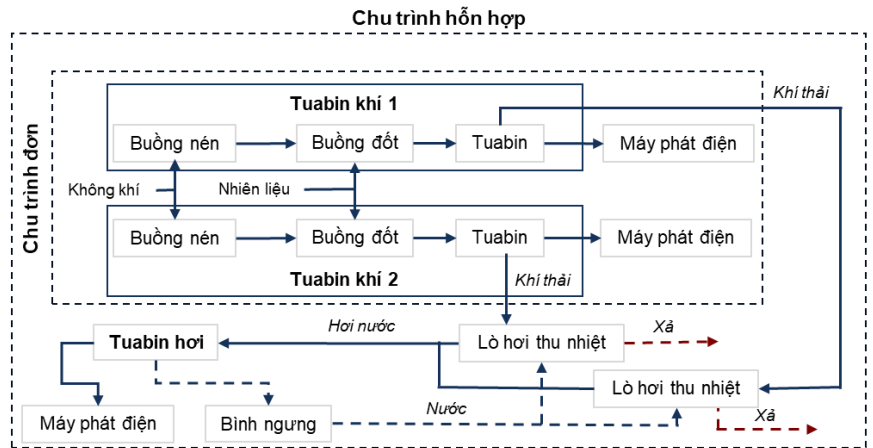 Chu trình hỗn hợp
Chu trình đơn
Khí thải
Tuabin khí 1
Buồng nén
Buồng đốt
Tuabin
Máy phát điện
Không khí
Nhiên liệu
Buồng nén
Buồng đốt
Tuabin
Máy phát điện
Tuabin khí 2
Khí thải
Hơi nước
Xả
Tuabin hơi
Lò hơi thu nhiệt
Lò hơi thu nhiệt
Nước
Xả
Máy phát điện
Bình ngưng